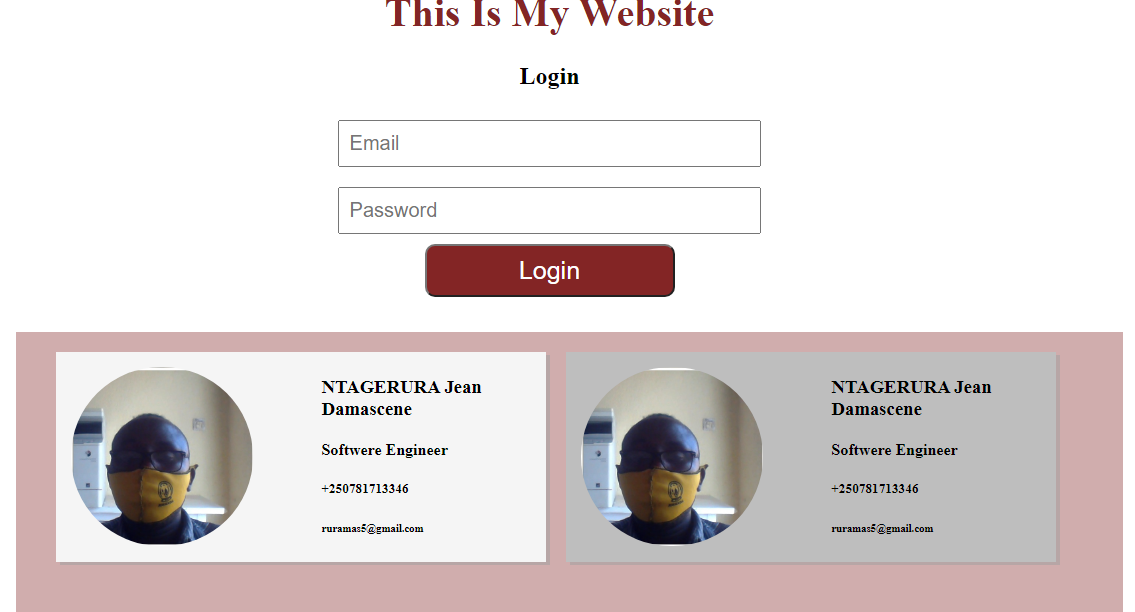 This Is My Website
Login
Email
Password
Login
NTAGERURA Jean
Damascene
Softwere Engineer
+250781713346
ruramas5@gmail.com
NTAGERURA Jean
Damascene
Softwere Engineer
+250781713346
ruramas5@gmail.com